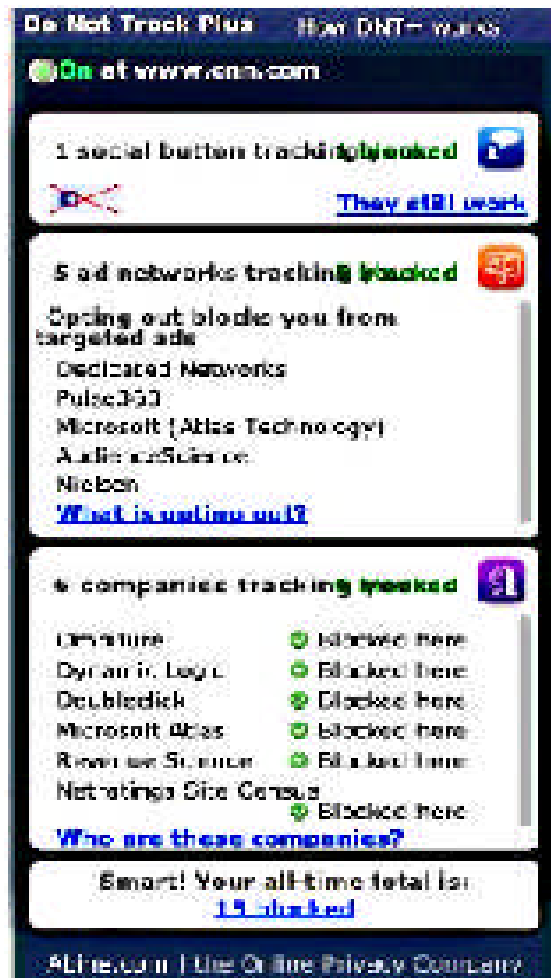 Do Not Track Plus How DNT+ works
On at www.cnn.com
1 social button tracking blocked
They still work
5 ad networks tracking blocked
Opting out blocks you from
targeted ads
Dedicated Networks
Pulse360
Microsoft (Atlas Technology)
AudienceScience
Nielsen
What is opting out?
6 companies tracking blocked
Omniture Blocked here
Dynamic Logic Blocked here
Doubleclick Blocked here
Microsoft Atlas Blocked here
Revenue Science Blocked here
Netratings Site Census
Blocked here
Who are these companies?
Smart! Your all-time total is:
blocked
Abine.com | the Online Privacy Company